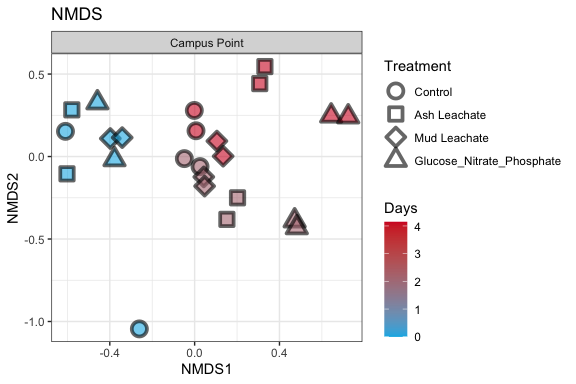 NMDS
Campus Point
0.5
0.0
-0.5
-1.0
NMDS2
-0.4
0.0
0.4
NMDS1
Treatment
Control
Ash Leachate
Mud Leachate
Glucose_Nitrate_Phosphate
Days
4
3
2
1
0